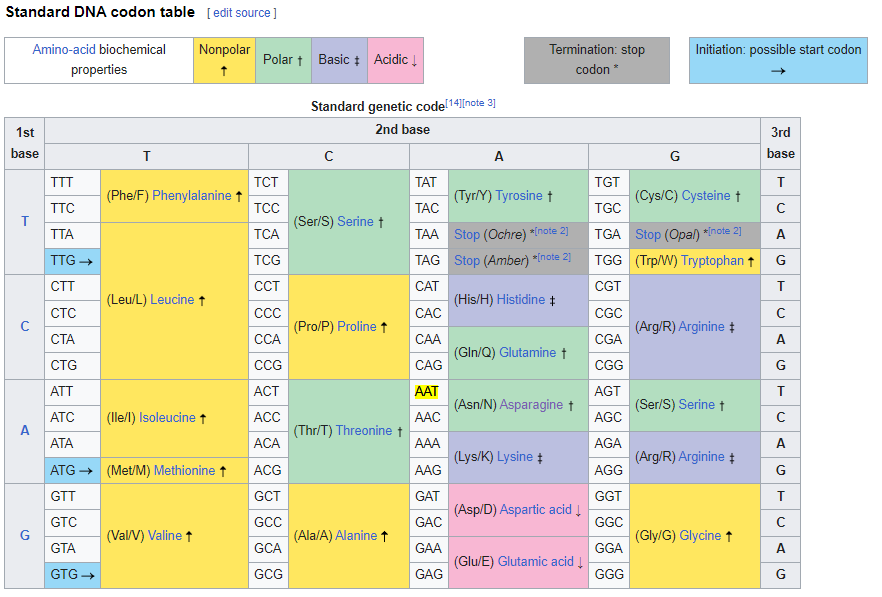 Standard DNA codon table [ edit source ]
Amino-acid biochemical properties Nonpolar ↑ Polar † Basic ‡ Acidic ↓ Termination: stop codon * Initiation: possible start codon →
Standard genetic code[14][note 3]
1st base 2nd base 3rd base
T C A G
T TTT (Phe/F) Phenylalanine ↑ TCT (Ser/S) Serine † TAT (Tyr/Y) Tyrosine † TGT (Cys/C) Cysteine † T
TTC TCC TAC TGC C
TTA (Leu/L) Leucine ↑ TCA TAA Stop (Ochre) *[note 2] TGA Stop (Opal) *[note 2] A
TTG → TCG TAG Stop (Amber) *[note 2] TGG (Trp/W) Tryptophan ↑ G
C CTT CCT (Pro/P) Proline ↑ CAT (His/H) Histidine ‡ CGT (Arg/R) Arginine ‡ T
CTC CCC CAC CGC C
CTA CCA CAA (Gln/Q) Glutamine † CGA A
CTG CCG CAG CGG G
A ATT (Ile/I) Isoleucine ↑ ACT (Thr/T) Threonine † AAT (Asn/N) Asparagine † AGT (Ser/S) Serine † T
ATC ACC AAC AGC C
ATA ACA AAA (Lys/K) Lysine ‡ AGA (Arg/R) Arginine ‡ A
ATG → (Met/M) Methionine ↑ ACG AAG AGG G
G GTT (Val/V) Valine ↑ GCT (Ala/A) Alanine ↑ GAT (Asp/D) Aspartic acid ↓ GGT (Gly/G) Glycine ↑ T
GTC GCC GAC GGC C
GTA GCA GAA (Glu/E) Glutamic acid ↓ GGA A
GTG → GCG GAG GGG G